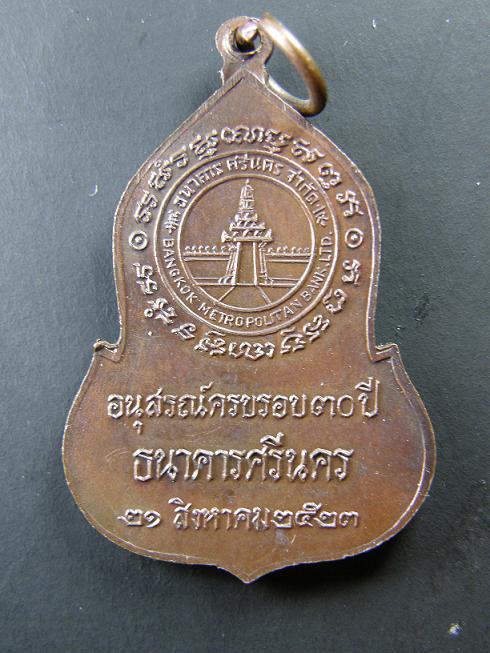 ธนาคาร ศรีนคร จำกัด
BANGKOK METROPOLITAN BANK, LTD.
อนุสรณ์ครบรอบ๓๐ปี
ธนาคารศรีนคร
๒๑ สิงหาคม๒๕๒๓